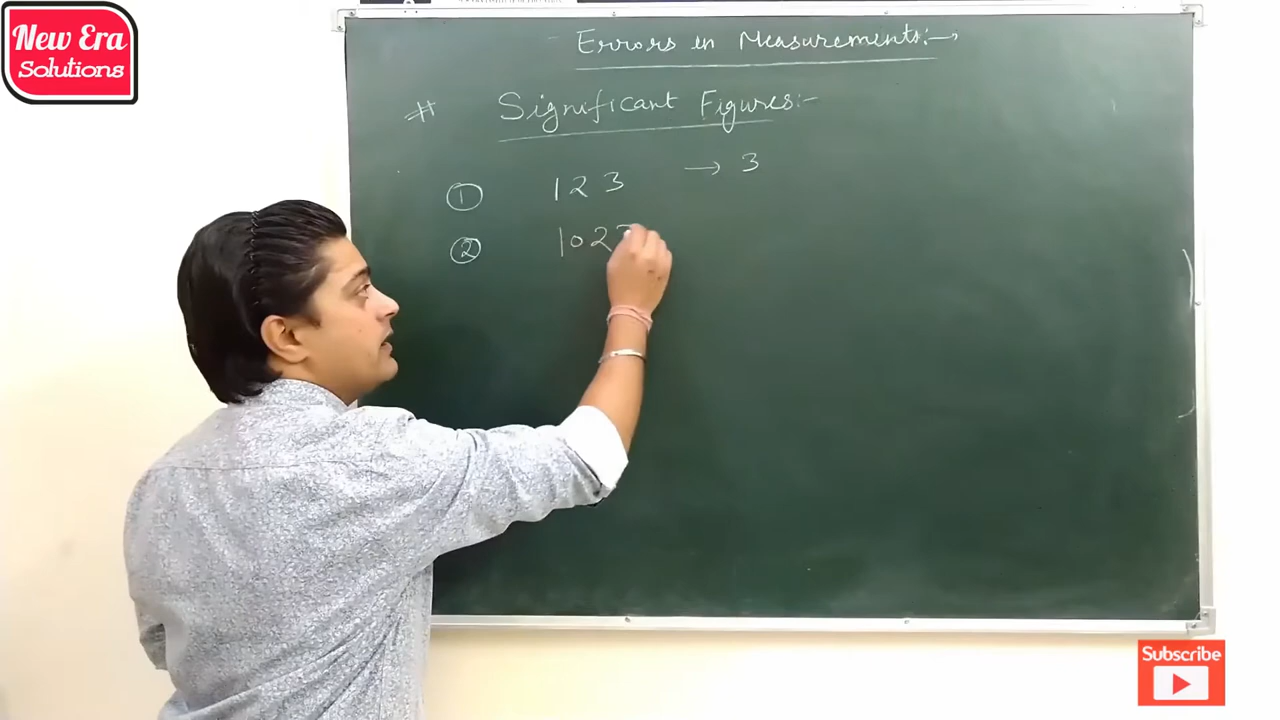 New Era
Solutions
Errors in Measurements:-
# Significant Figures:-
① 123 → 3
② 102
Subscribe